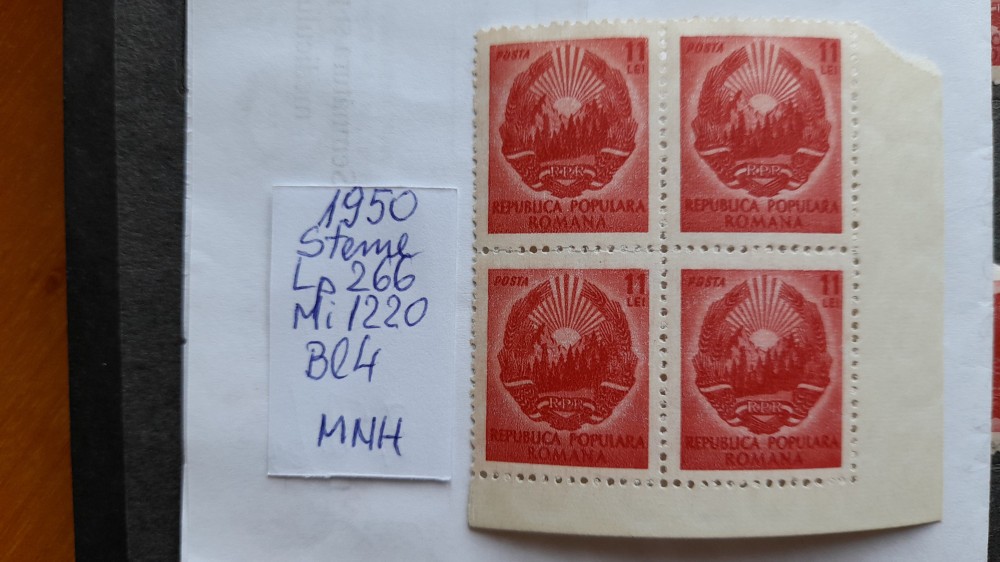 1950
Steme
Lp 266
Mi 1220
Bl 4
MNH
POSTA 11 LEI
RPR
REPUBLICA POPULARA
ROMANA
POSTA 11 LEI
RPR
REPUBLICA POPULARA
ROMANA
POSTA 11 LEI
RPR
REPUBLICA POPULARA
ROMANA
POSTA 11 LEI
RPR
REPUBLICA POPULARA
ROMANA